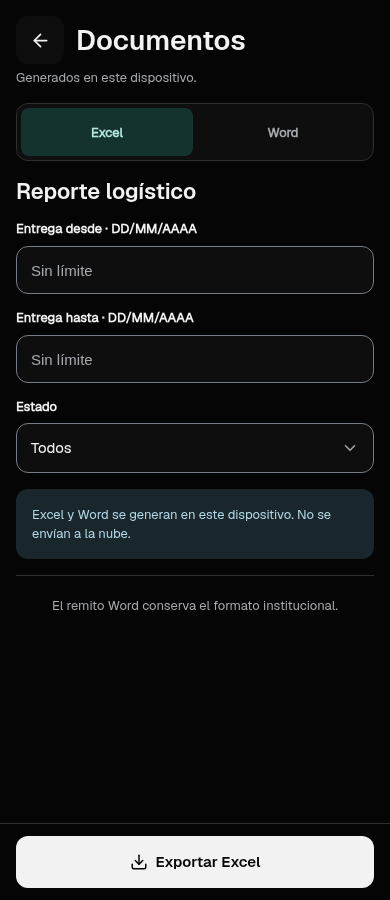 Documentos
Generados en este dispositivo.
Excel
Word
Reporte logístico
Entrega desde · DD/MM/AAAA
Sin límite
Entrega hasta · DD/MM/AAAA
Sin límite
Estado
Todos
Excel y Word se generan en este dispositivo. No se
envían a la nube.
El remito Word conserva el formato institucional.
Exportar Excel